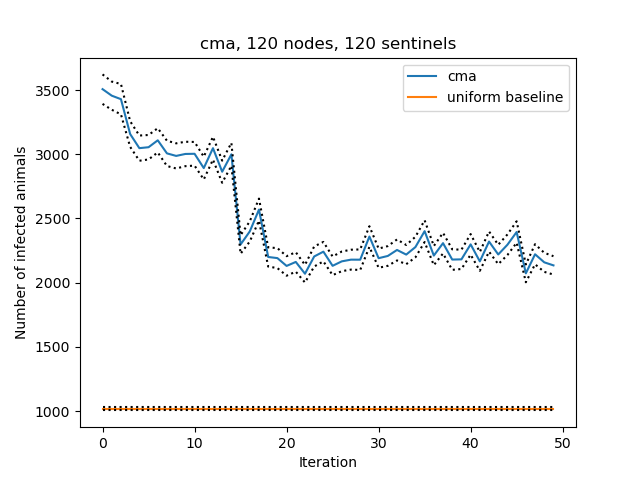 cma, 120 nodes, 120 sentinels
cma
uniform baseline
Number of infected animals
3500
3000
2500
2000
1500
1000
0 10 20 30 40 50
Iteration